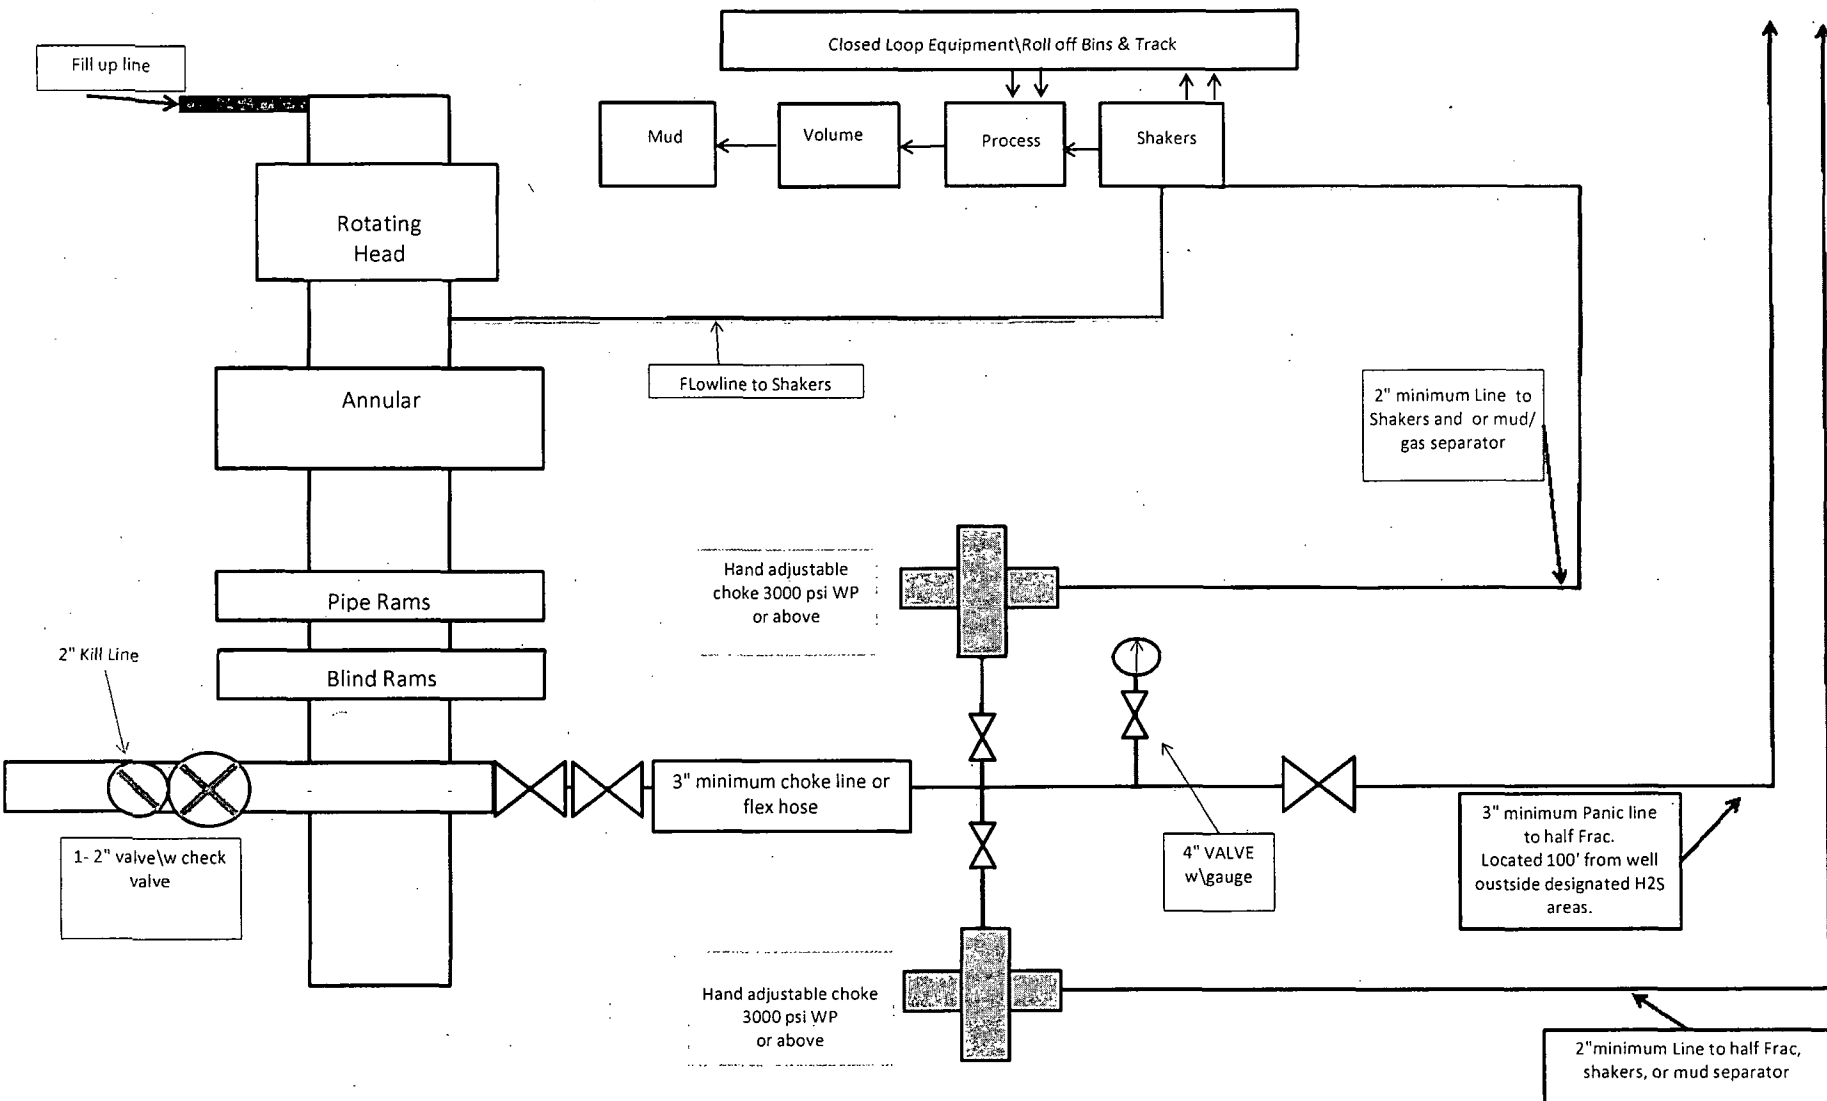 Closed Loop Equipment\Roll off Bins & Track
Fill up line
Mud
Volume
Process
Shakers
Rotating
Head
FLowline to Shakers
Annular
2" minimum Line to
Shakers and or mud/
gas separator
Hand adjustable
choke 3000 psi WP
or above
Pipe Rams
2" Kill Line
Blind Rams
3" minimum choke line or
flex hose
1- 2" valve\w check
valve
4" VALVE
w\gauge
3" minimum Panic line
to half Frac.
Located 100' from well
oustside designated H2S
areas.
Hand adjustable choke
3000 psi WP
or above
2"minimum Line to half Frac,
shakers, or mud separator